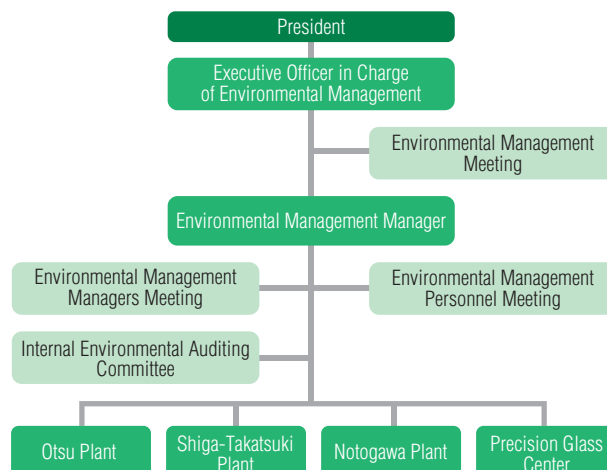 President
Executive Officer in Charge
of Environmental Management
Environmental Management
Meeting
Environmental Management Manager
Environmental Management
Managers Meeting
Environmental Management
Personnel Meeting
Internal Environmental Auditing
Committee
Otsu Plant
Shiga-Takatsuki
Plant
Notogawa Plant
Precision Glass
Center